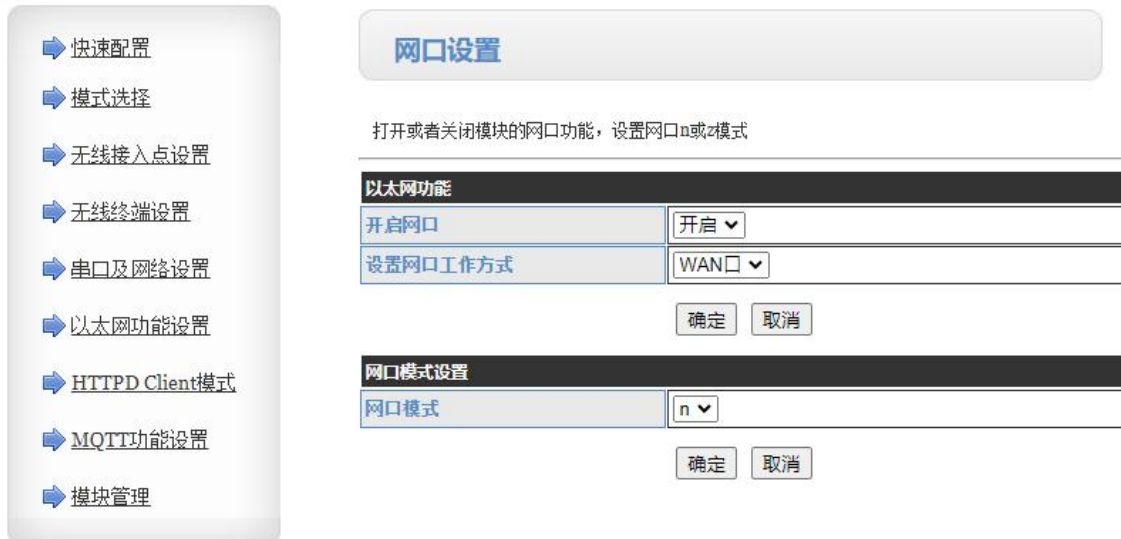 快速配置
模式选择
无线接入点设置
无线终端设置
串口及网络设置
以太网功能设置
HTTPD Client模式
MQTT功能设置
模块管理
网口设置
打开或者关闭模块的网口功能，设置网口n或z模式
以太网功能
开启网口 开启
设置网口工作方式 WAN口
确定 取消
网口模式设置
网口模式 n
确定 取消